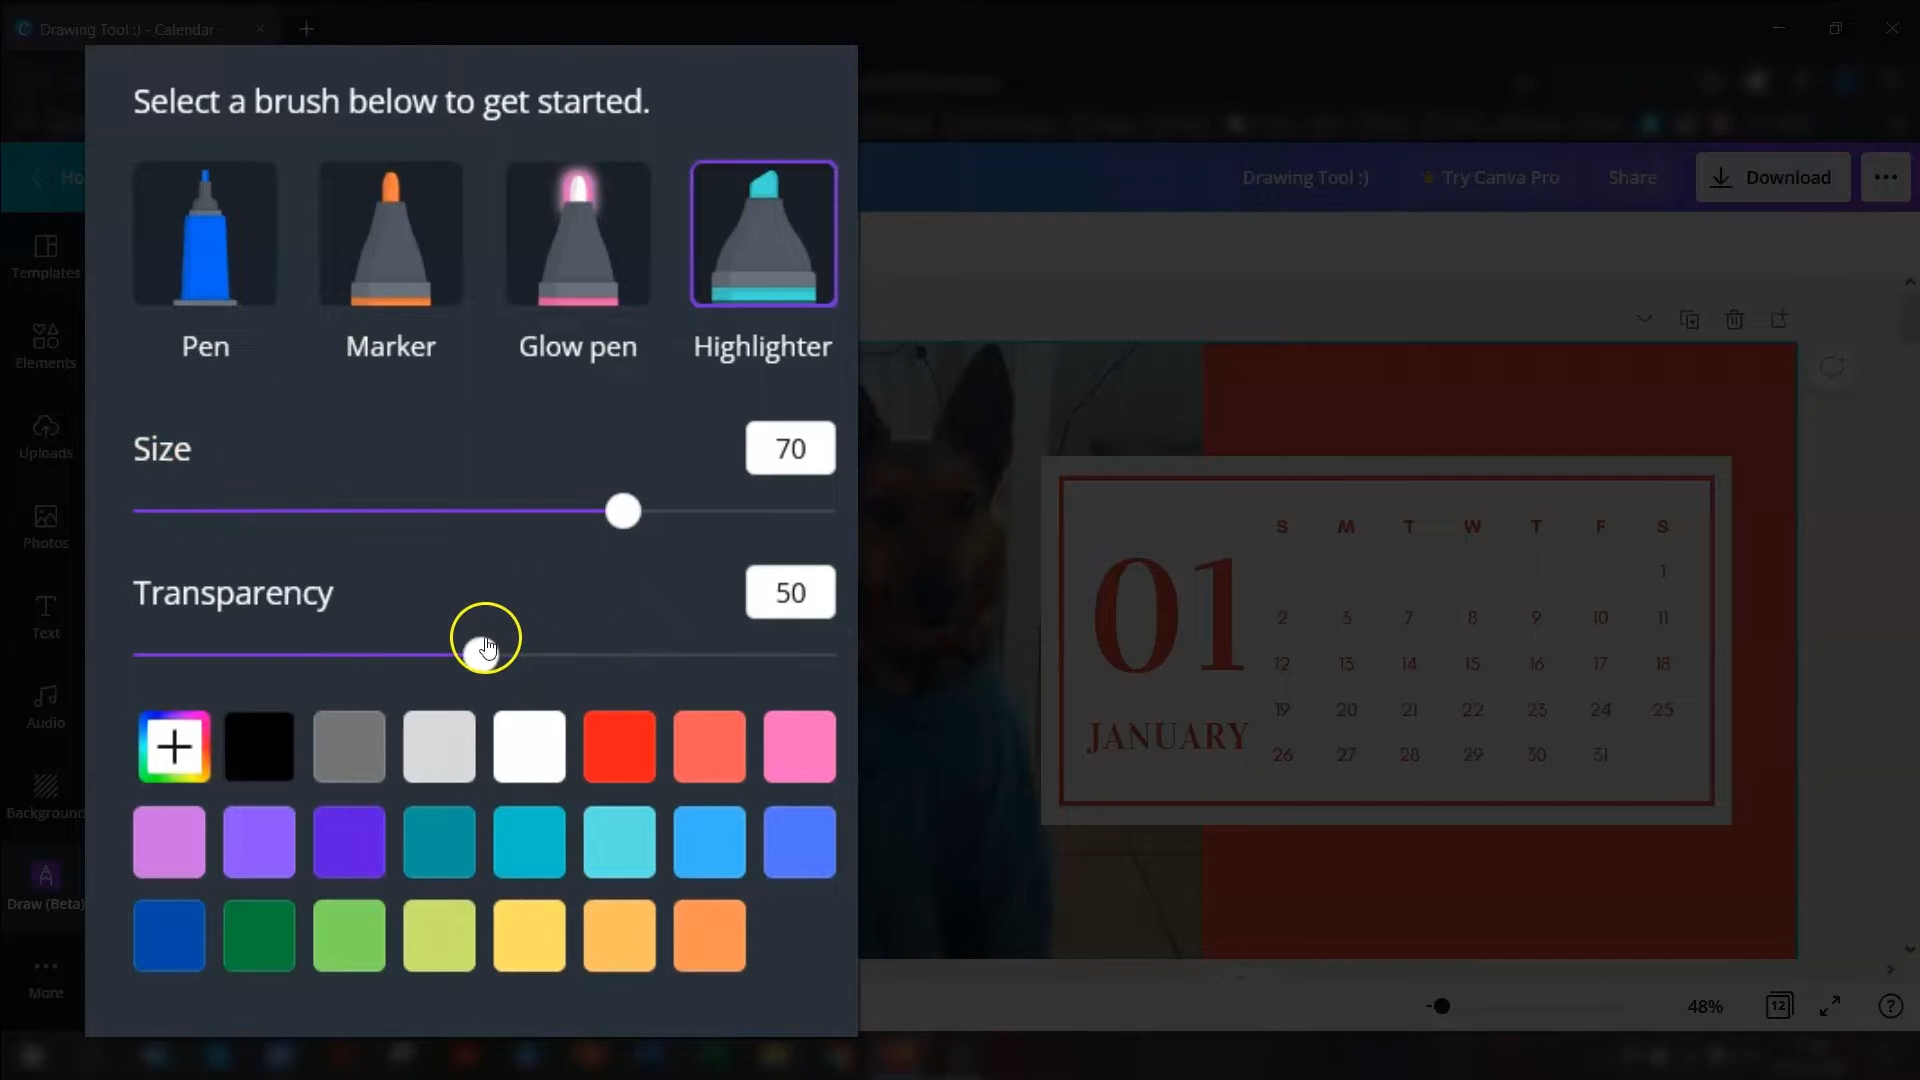 Drawing Tool :) - Calendar
Select a brush below to get started.
Pen
Marker
Glow pen
Highlighter
Size
70
Transparency
50
Ho
Drawing Tool :)
Try Canva Pro
Share
Download
Templates
Elements
Uploads
Photos
Text
Audio
Background
Draw (Beta)
More
01
JANUARY
S M T W T F S
1
2 3 7 8 9 10 11
12 13 14 15 16 17 18
19 20 21 22 23 24 25
26 27 28 29 30 31
48%
12
?